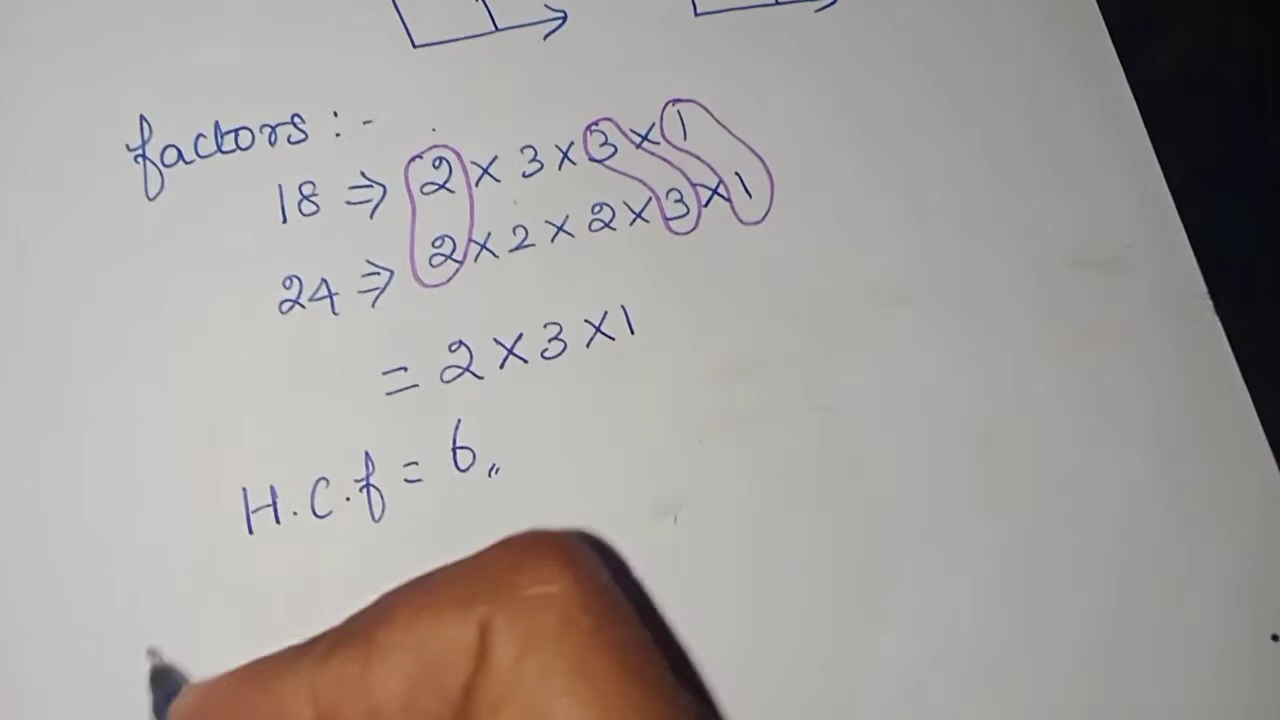 factors :-
18 ⇒ 2 × 3 × 3 × 1
24 ⇒ 2 × 2 × 2 × 3 × 1
= 2 × 3 × 1
H.C.f = 6,,